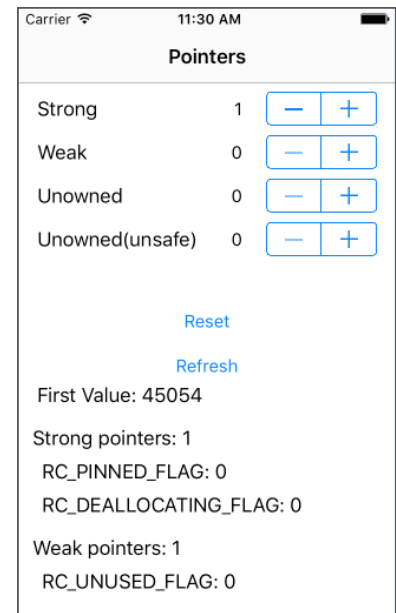 Carrier 11:30 AM
Pointers
Strong 1 − +
Weak 0 − +
Unowned 0 − +
Unowned(unsafe) 0 − +
Reset
Refresh
First Value: 45054
Strong pointers: 1
RC_PINNED_FLAG: 0
RC_DEALLOCATING_FLAG: 0
Weak pointers: 1
RC_UNUSED_FLAG: 0